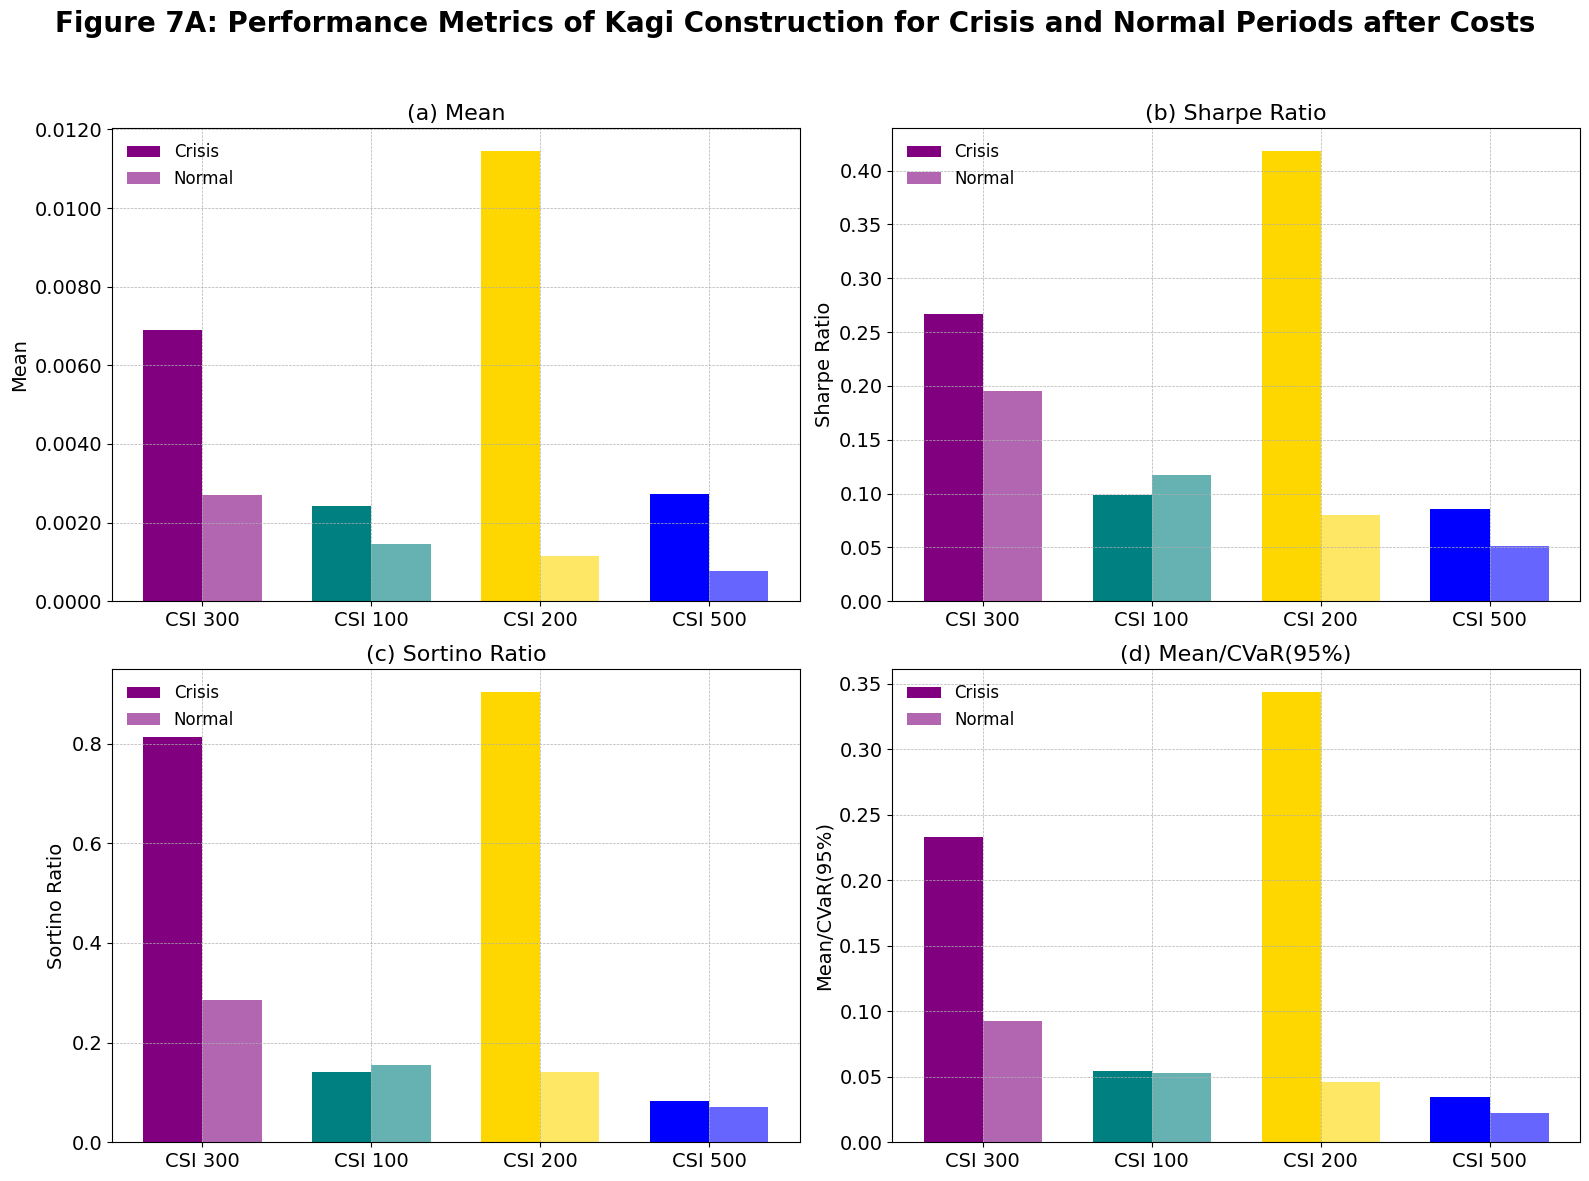 Figure 7A: Performance Metrics of Kagi Construction for Crisis and Normal Periods after Costs
(a) Mean
0.0120
0.0100
0.0080
0.0060
0.0040
0.0020
0.0000
Mean
Crisis
Normal
CSI 300
CSI 100
CSI 200
CSI 500
(b) Sharpe Ratio
0.40
0.35
0.30
0.25
0.20
0.15
0.10
0.05
0.00
Sharpe Ratio
Crisis
Normal
CSI 300
CSI 100
CSI 200
CSI 500
(c) Sortino Ratio
0.8
0.6
0.4
0.2
0.0
Sortino Ratio
Crisis
Normal
CSI 300
CSI 100
CSI 200
CSI 500
(d) Mean/CVaR(95%)
0.35
0.30
0.25
0.20
0.15
0.10
0.05
0.00
Mean/CVaR(95%)
Crisis
Normal
CSI 300
CSI 100
CSI 200
CSI 500